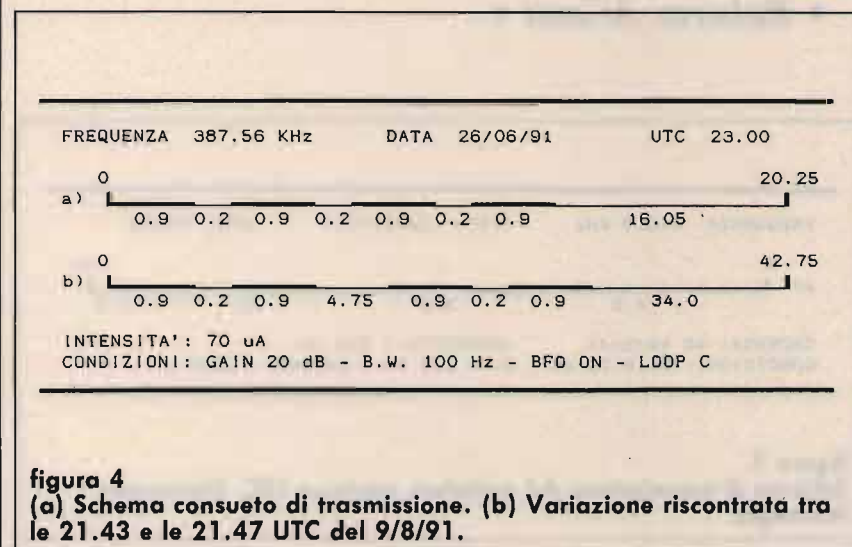 FREQUENZA 387.56 KHz DATA 26/06/91 UTC 23.00
0 20.25
a)
0.9 0.2 0.9 0.2 0.9 0.2 0.9 16.05
0 42.75
b)
0.9 0.2 0.9 4.75 0.9 0.2 0.9 34.0
INTENSITA': 70 uA
CONDIZIONI: GAIN 20 dB - B.W. 100 Hz - BFO ON - LOOP C
figura 4
(a) Schema consueto di trasmissione. (b) Variazione riscontrata tra
le 21.43 e le 21.47 UTC del 9/8/91.